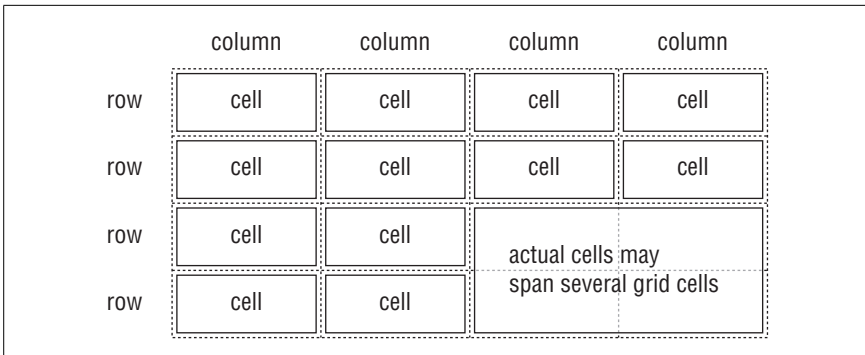 column column column column
row cell cell cell cell
row cell cell cell cell
row cell cell actual cells may
span several grid cells
row cell cell